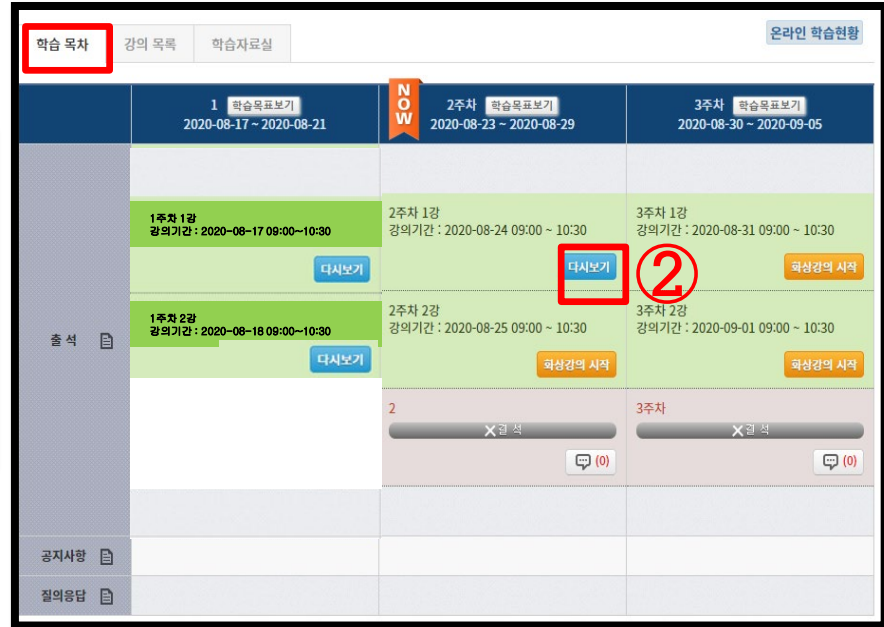 학습 목차
강의 목록
학습자료실
온라인 학습현황
1 학습목표보기
2020-08-17 ~ 2020-08-21
NOW
2주차 학습목표보기
2020-08-23 ~ 2020-08-29
3주차 학습목표보기
2020-08-30 ~ 2020-09-05
출 석
1주차 1강
강의기간 : 2020-08-17 09:00~10:30
다시보기
2주차 1강
강의기간 : 2020-08-24 09:00 ~ 10:30
다시보기
②
3주차 1강
강의기간 : 2020-08-31 09:00 ~ 10:30
화상강의 시작
1주차 2강
강의기간 : 2020-08-18 09:00~10:30
다시보기
2주차 2강
강의기간 : 2020-08-25 09:00 ~ 10:30
화상강의 시작
3주차 2강
강의기간 : 2020-09-01 09:00 ~ 10:30
화상강의 시작
2
결 석
(0)
3주차
결 석
(0)
공지사항
질의응답